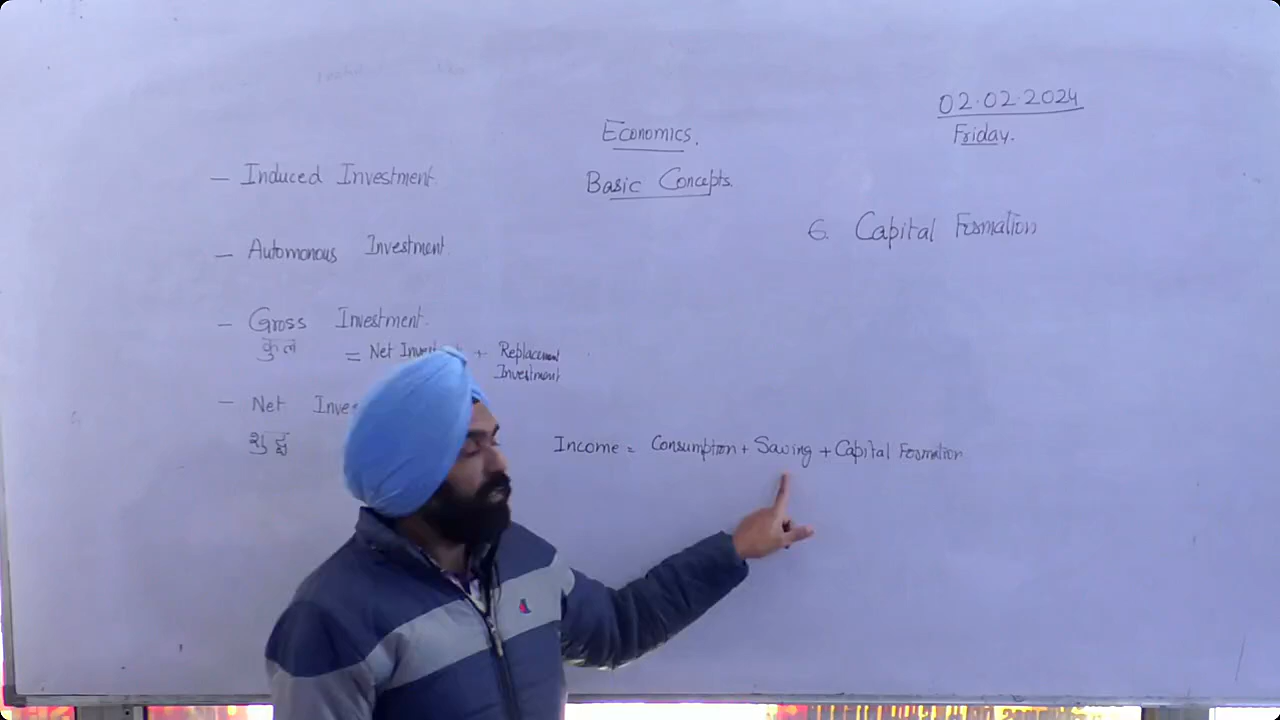 02.02.2024
Friday.
Economics.
Basic Concepts.
6. Capital Formation
– Induced Investment.
– Automonous Investment.
– Gross Investment.
कुल = Net + Replacement
Investment
– Net
शुद्ध
Income = Consumption + Saving + Capital Formation